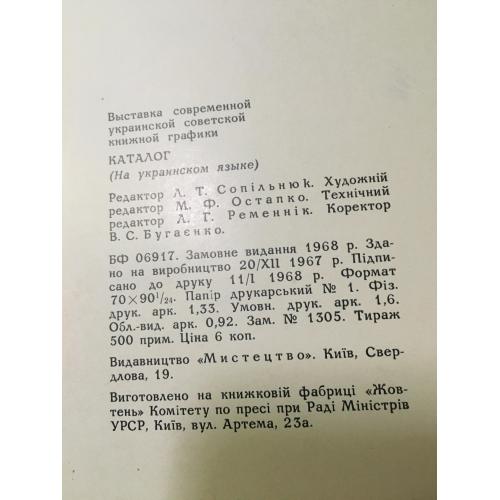 Выставка современной
украинской советской
книжной графики
КАТАЛОГ
(На украинском языке)
Редактор Л. Т. Сопільнюк. Художній
редактор М. Ф. Остапко. Технічний
редактор Л. Г. Ременнік. Коректор
В. С. Бугаєнко.
БФ 06917. Замовне видання 1968 р. Зда-
но на виробництво 20/XII 1967 р. Підпи-
сано до друку 11/I 1968 р. Формат
70×90¹/₂₄. Папір друкарський № 1. Фіз.
друк. арк. 1,33. Умовн. друк. арк. 1,6.
Обл.-вид. арк. 0,92. Зам. № 1305. Тираж
500 прим. Ціна 6 коп.
Видавництво «Мистецтво». Київ, Свер-
длова, 19.
Виготовлено на книжковій фабриці «Жов-
тень» Комітету по пресі при Раді Міністрів
УРСР, Київ, вул. Артема, 23а.